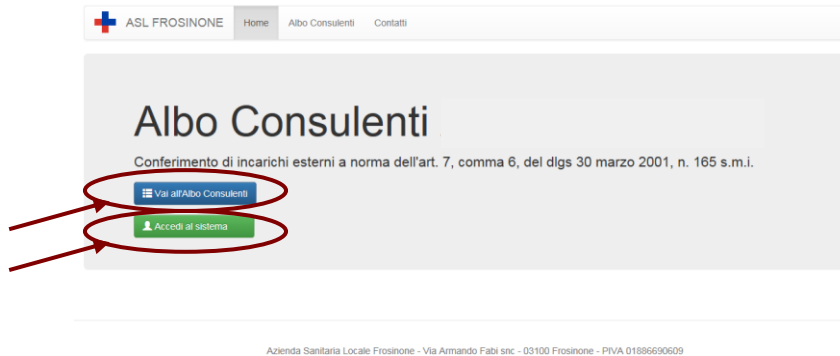 ASL FROSINONE Home Albo Consulenti Contatti
Albo Consulenti
Conferimento di incarichi esterni a norma dell'art. 7, comma 6, del dlgs 30 marzo 2001, n. 165 s.m.i.
Vai all'Albo Consulenti
Accedi al sistema
Azienda Sanitaria Locale Frosinone - Via Armando Fabi snc - 03100 Frosinone - PIVA 01886690609